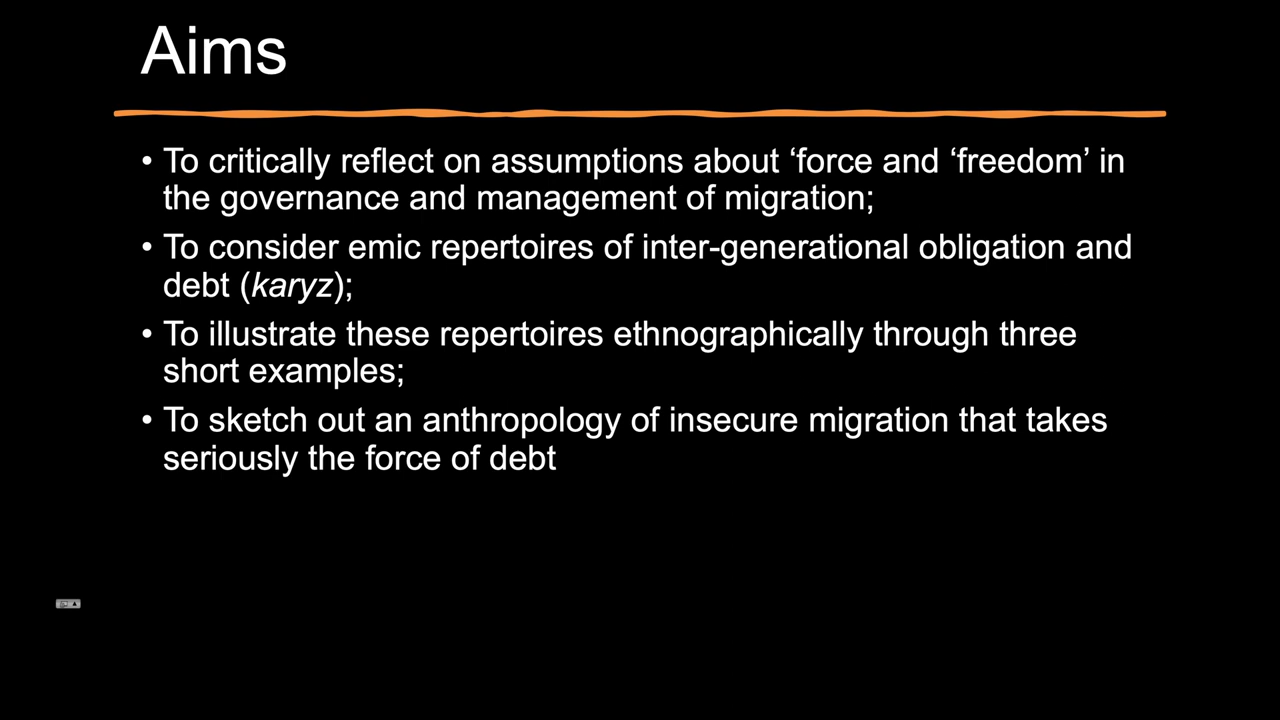 Aims
• To critically reflect on assumptions about ‘force and ‘freedom’ in
the governance and management of migration;
• To consider emic repertoires of inter-generational obligation and
debt (karyz);
• To illustrate these repertoires ethnographically through three
short examples;
• To sketch out an anthropology of insecure migration that takes
seriously the force of debt